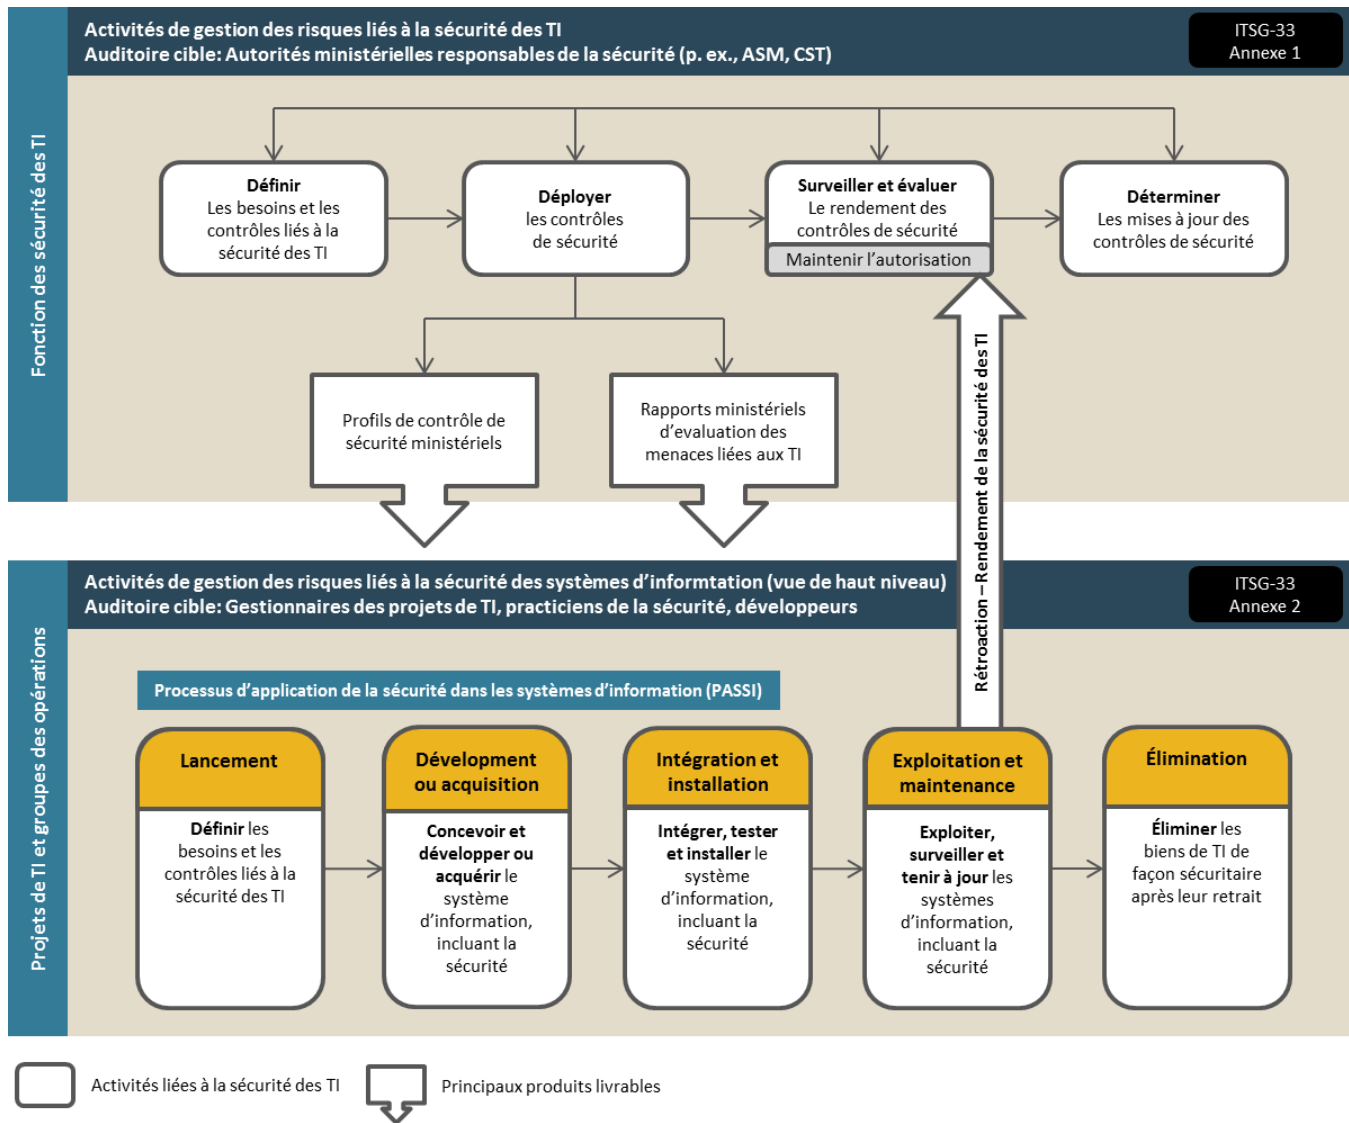 Activités de gestion des risques liés à la sécurité des TI
Auditoire cible: Autorités ministérielles responsables de la sécurité (p. ex., ASM, CST)
ITSG-33
Annexe 1
Fonction des sécurité des TI
Définir
Les besoins et les
contrôles liés à la
sécurité des TI
Déployer
les contrôles
de sécurité
Surveiller et évaluer
Le rendement des
contrôles de sécurité
Maintenir l’autorisation
Déterminer
Les mises à jour des
contrôles de sécurité
Profils de contrôle de
sécurité ministériels
Rapports ministériels
d’evaluation des
menaces liées aux TI
Rétroaction – Rendement de la sécurité des TI
Activités de gestion des risques liés à la sécurité des systèmes d’informtation (vue de haut niveau)
Auditoire cible: Gestionnaires des projets de TI, practiciens de la sécurité, développeurs
ITSG-33
Annexe 2
Projets de TI et groupes des opérations
Processus d’application de la sécurité dans les systèmes d’information (PASSI)
Lancement
Définir les
besoins et les
contrôles liés à la
sécurité des TI
Dévelopment
ou acquisition
Concevoir et
développer ou
acquérir le
système
d’information,
incluant la
sécurité
Intégration et
installation
Intégrer, tester
et installer le
système
d’information,
incluant la
sécurité
Exploitation et
maintenance
Exploiter,
surveiller et
tenir à jour les
systèmes
d’information,
incluant la
sécurité
Élimination
Éliminer les
biens de TI de
façon sécuritaire
après leur retrait
Activités liées à la sécurité des TI
Principaux produits livrables